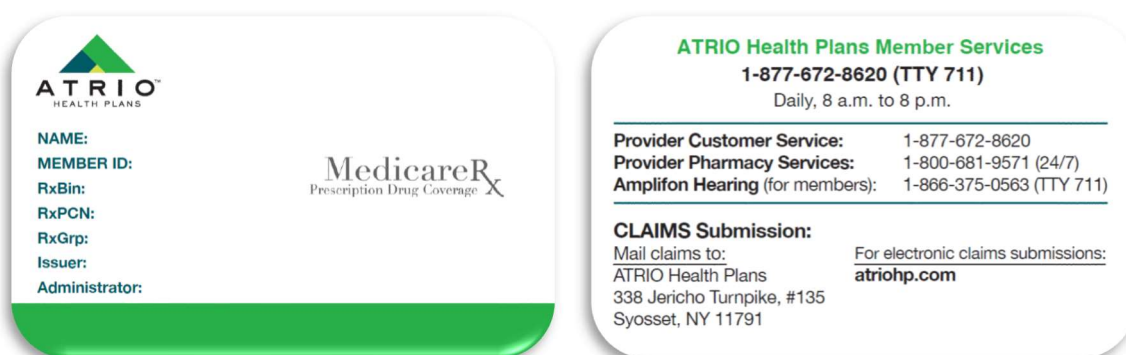 ATRIO™
HEALTH PLANS
NAME:
MEMBER ID:
RxBin:
RxPCN:
RxGrp:
Issuer:
Administrator:
MedicareRx
Prescription Drug Coverage
ATRIO Health Plans Member Services
1-877-672-8620 (TTY 711)
Daily, 8 a.m. to 8 p.m.
Provider Customer Service: 1-877-672-8620
Provider Pharmacy Services: 1-800-681-9571 (24/7)
Amplifon Hearing (for members): 1-866-375-0563 (TTY 711)
CLAIMS Submission:
Mail claims to:
ATRIO Health Plans
338 Jericho Turnpike, #135
Syosset, NY 11791
For electronic claims submissions:
atriohp.com